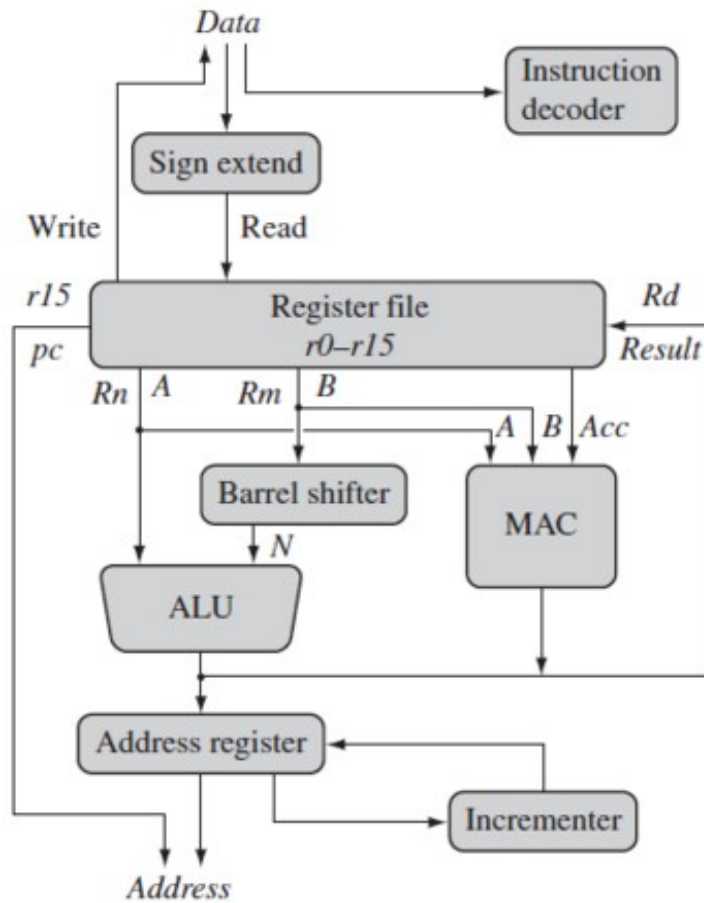 Data
Instruction
decoder
Sign extend
Write
Read
r15
Register file
Rd
pc
r0–r15
Result
Rn
A
Rm
B
A
B
Acc
Barrel shifter
MAC
N
ALU
Address register
Incrementer
Address